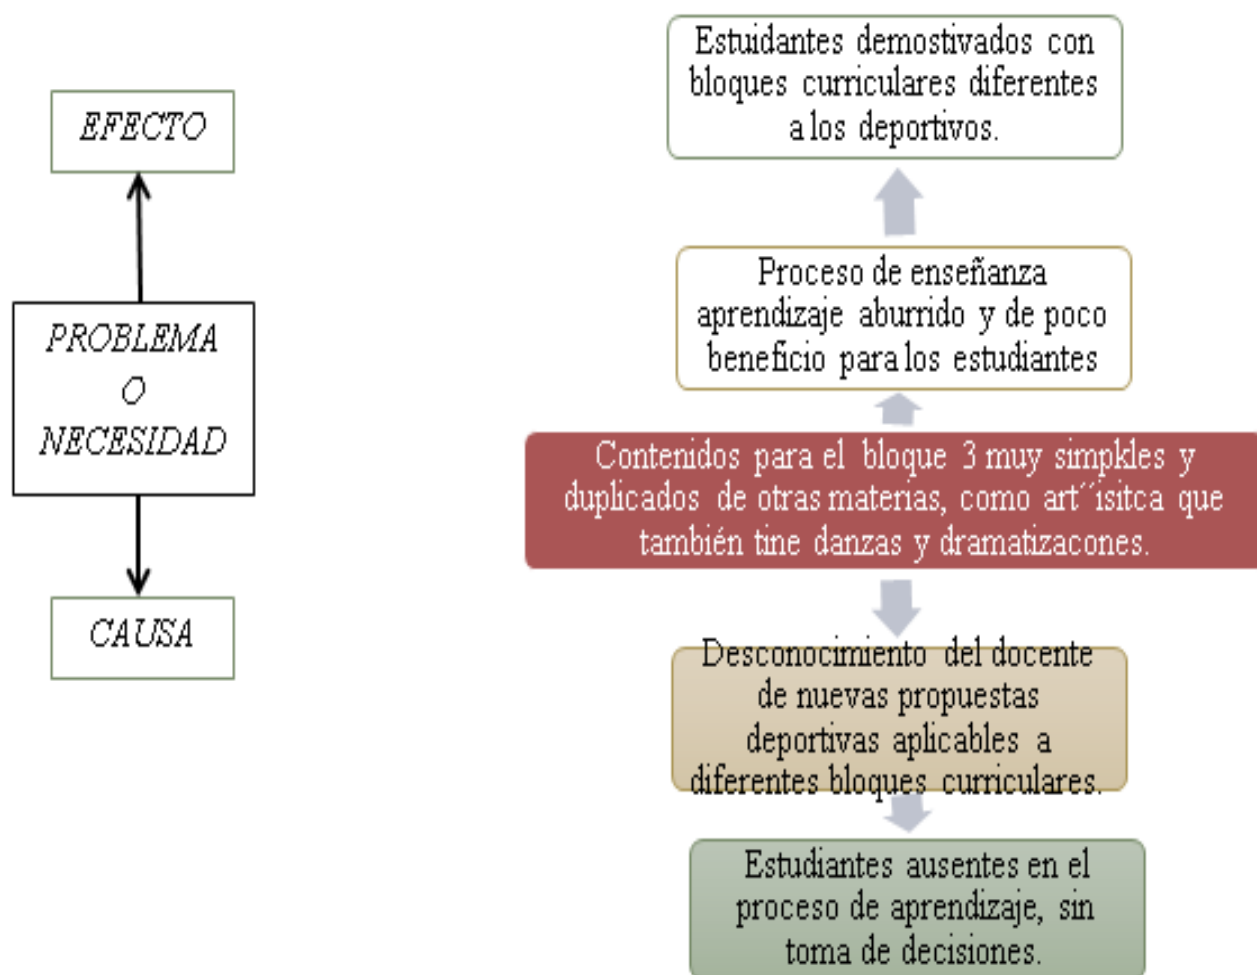 EFECTO
PROBLEMA
O
NECESIDAD
CAUSA
Estuidantes demostivados con
bloques curriculares diferentes
a los deportivos.
Proceso de enseñanza
aprendizaje aburrido y de poco
beneficio para los estudiantes
Contenidos para el bloque 3 muy simpkles y
duplicados de otras materias, como art´´isitca que
también tine danzas y dramatizacones.
Desconocimiento del docente
de nuevas propuestas
deportivas aplicables a
diferentes bloques curriculares.
Estudiantes ausentes en el
proceso de aprendizaje, sin
toma de decisiones.